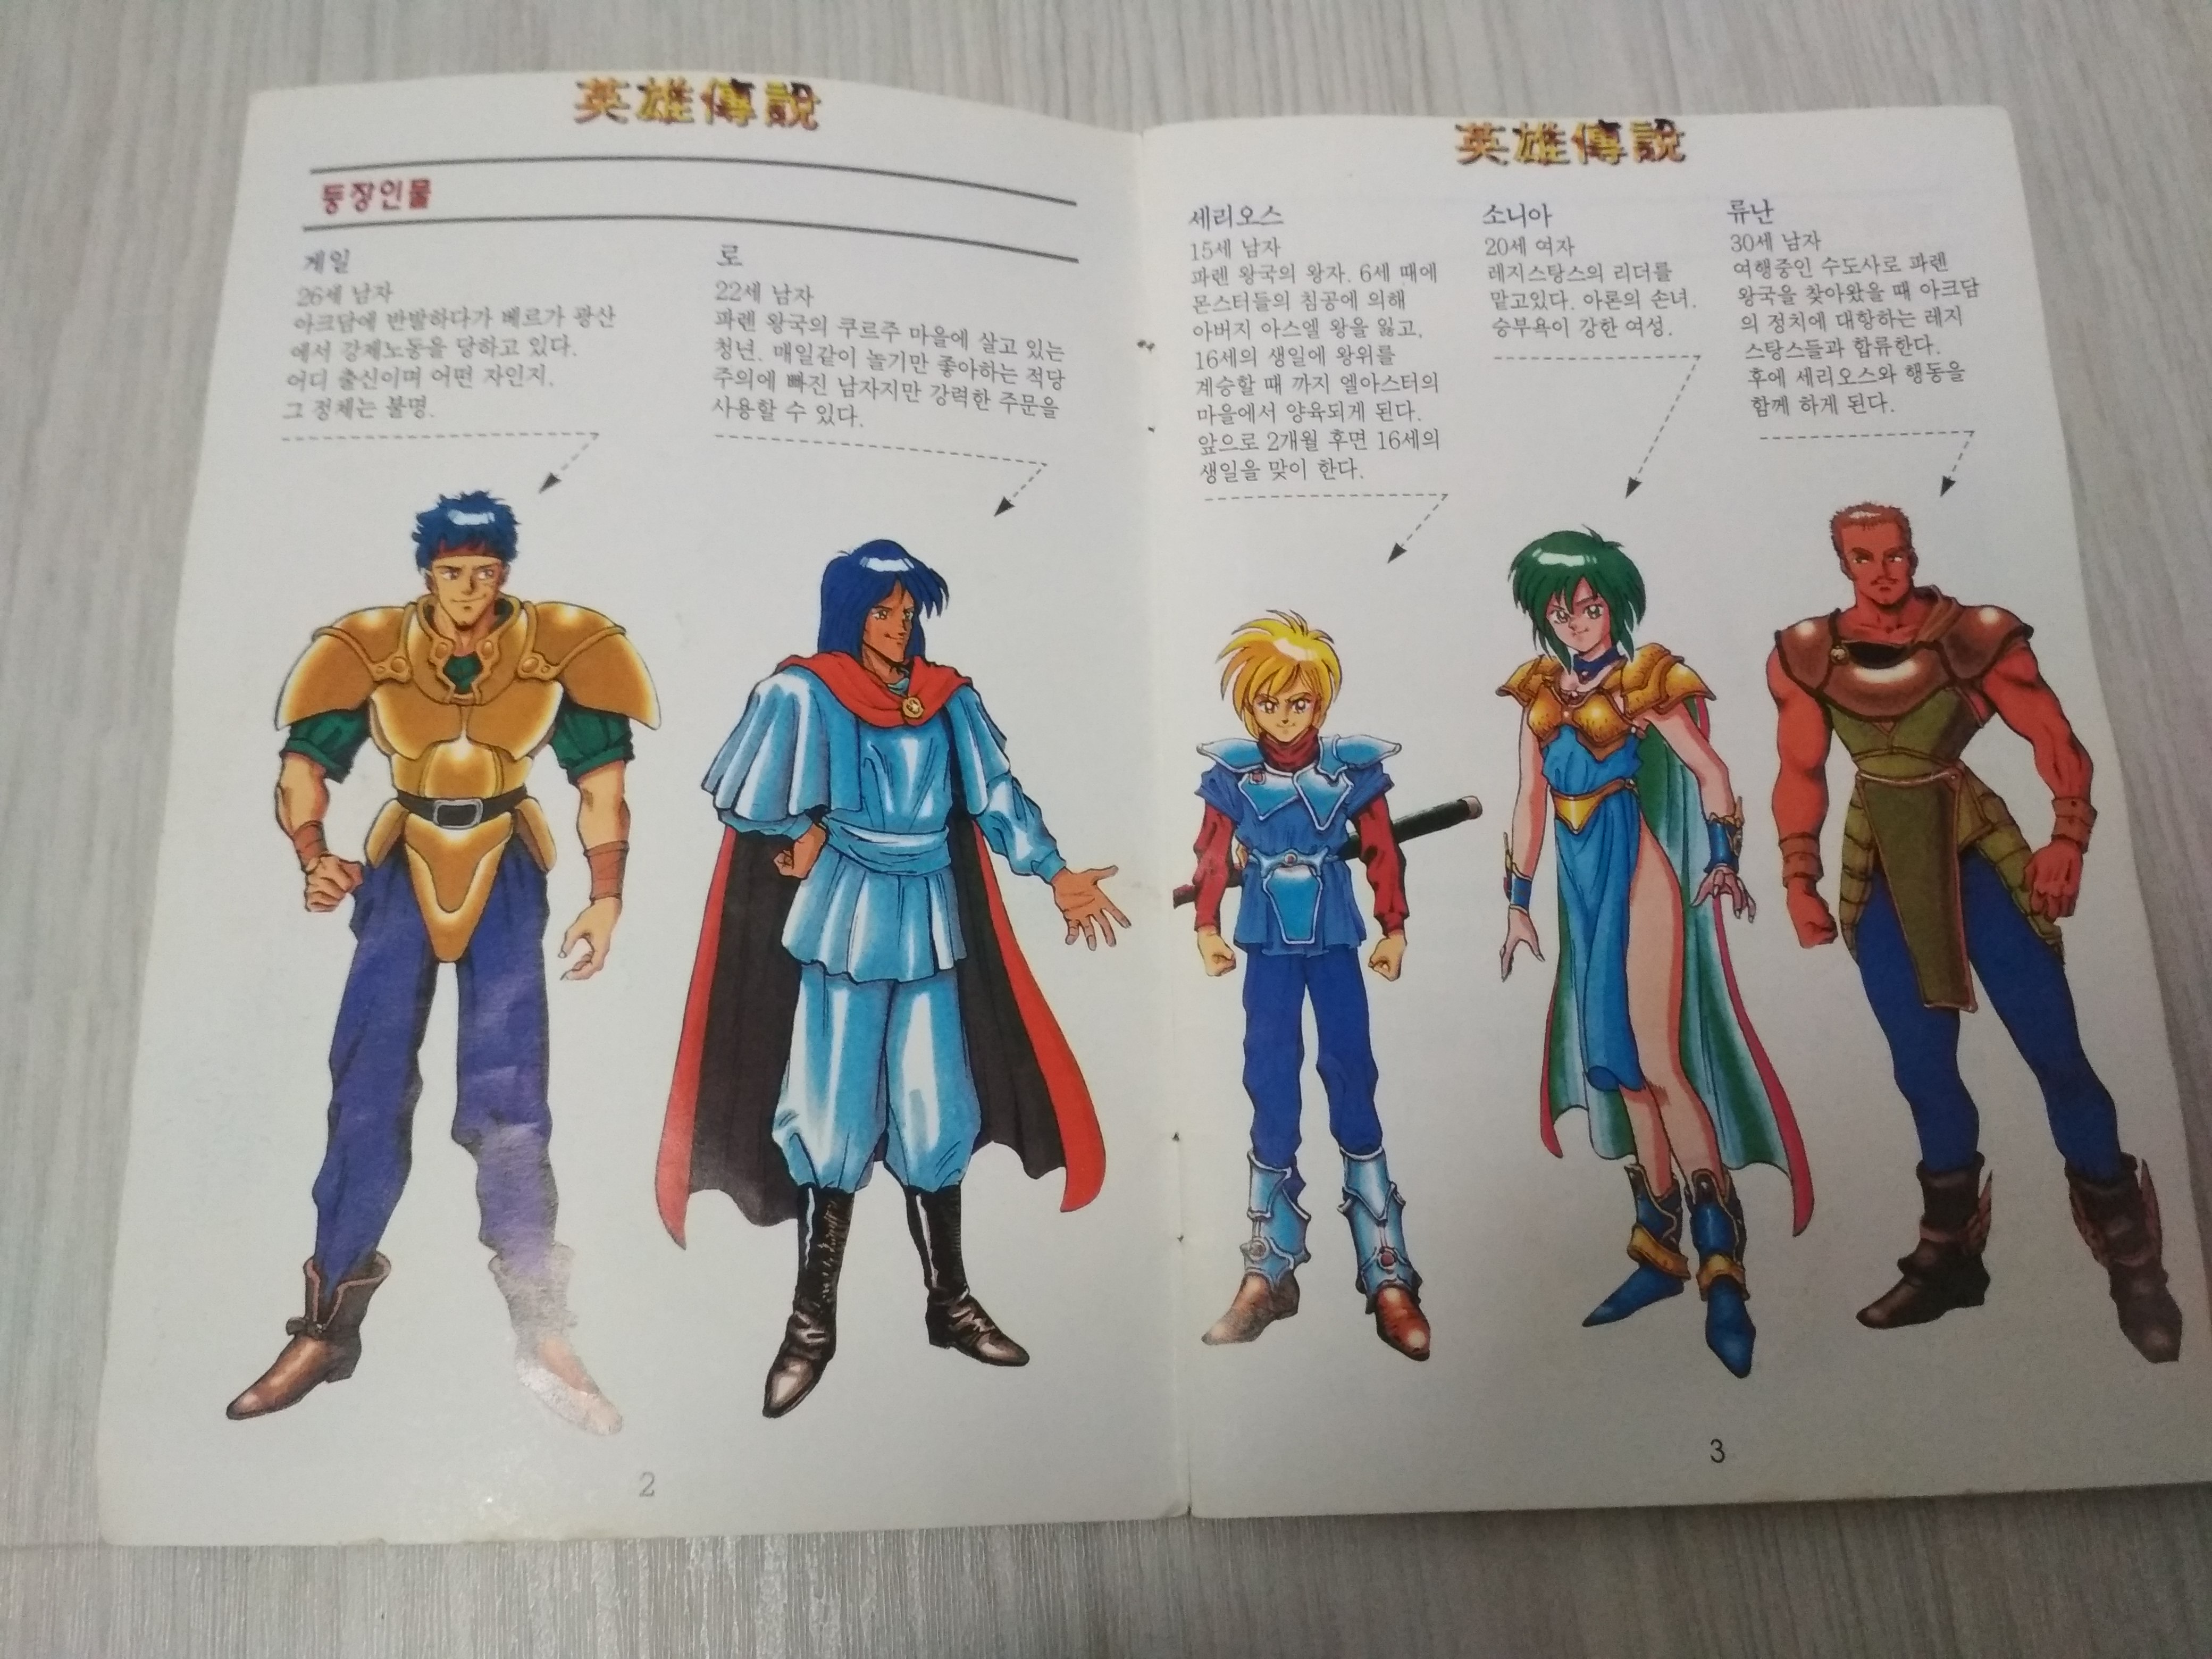 英雄傳說
등장인물
게일
26세 남자
아크담에 반발하다가 베르가 광산
에서 강제노동을 당하고 있다.
어디 출신이며 어떤 자인지,
그 정체는 불명.
로
22세 남자
파렌 왕국의 쿠르주 마을에 살고 있는
청년. 매일같이 놀기만 좋아하는 적당
주의에 빠진 남자지만 강력한 주문을
사용할 수 있다.
2
英雄傳說
세리오스
15세 남자
파렌 왕국의 왕자. 6세 때에
몬스터들의 침공에 의해
아버지 아스엘 왕을 잃고,
16세의 생일에 왕위를
계승할 때 까지 엘아스터의
마을에서 양육되게 된다.
앞으로 2개월 후면 16세의
생일을 맞이 한다.
소니아
20세 여자
레지스탕스의 리더를
맡고있다. 아론의 손녀.
승부욕이 강한 여성.
류난
30세 남자
여행중인 수도사로 파렌
왕국을 찾아왔을 때 아크담
의 정치에 대항하는 레지
스탕스들과 합류한다.
후에 세리오스와 행동을
함께 하게 된다.
3